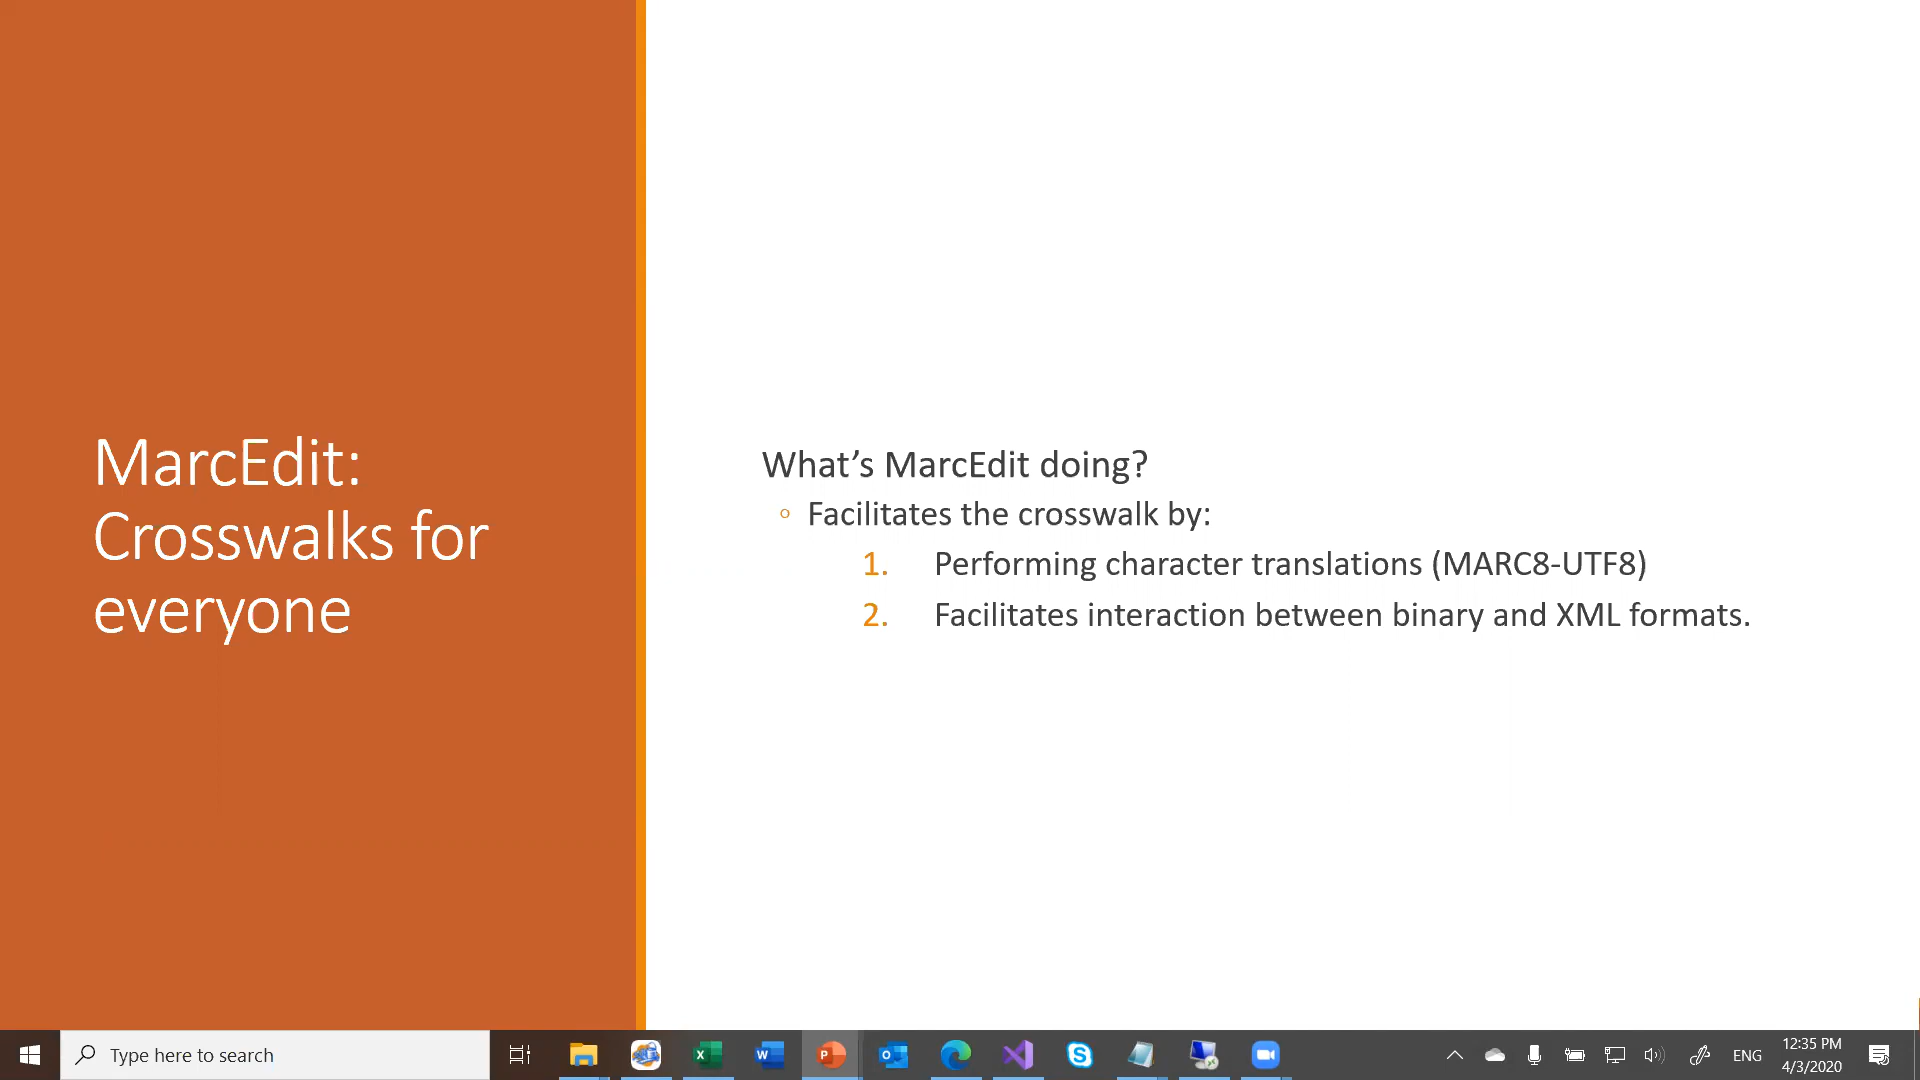 MarcEdit:
Crosswalks for
everyone
What’s MarcEdit doing?
Facilitates the crosswalk by:
1. Performing character translations (MARC8-UTF8)
2. Facilitates interaction between binary and XML formats.
Type here to search
ENG
12:35 PM
4/3/2020